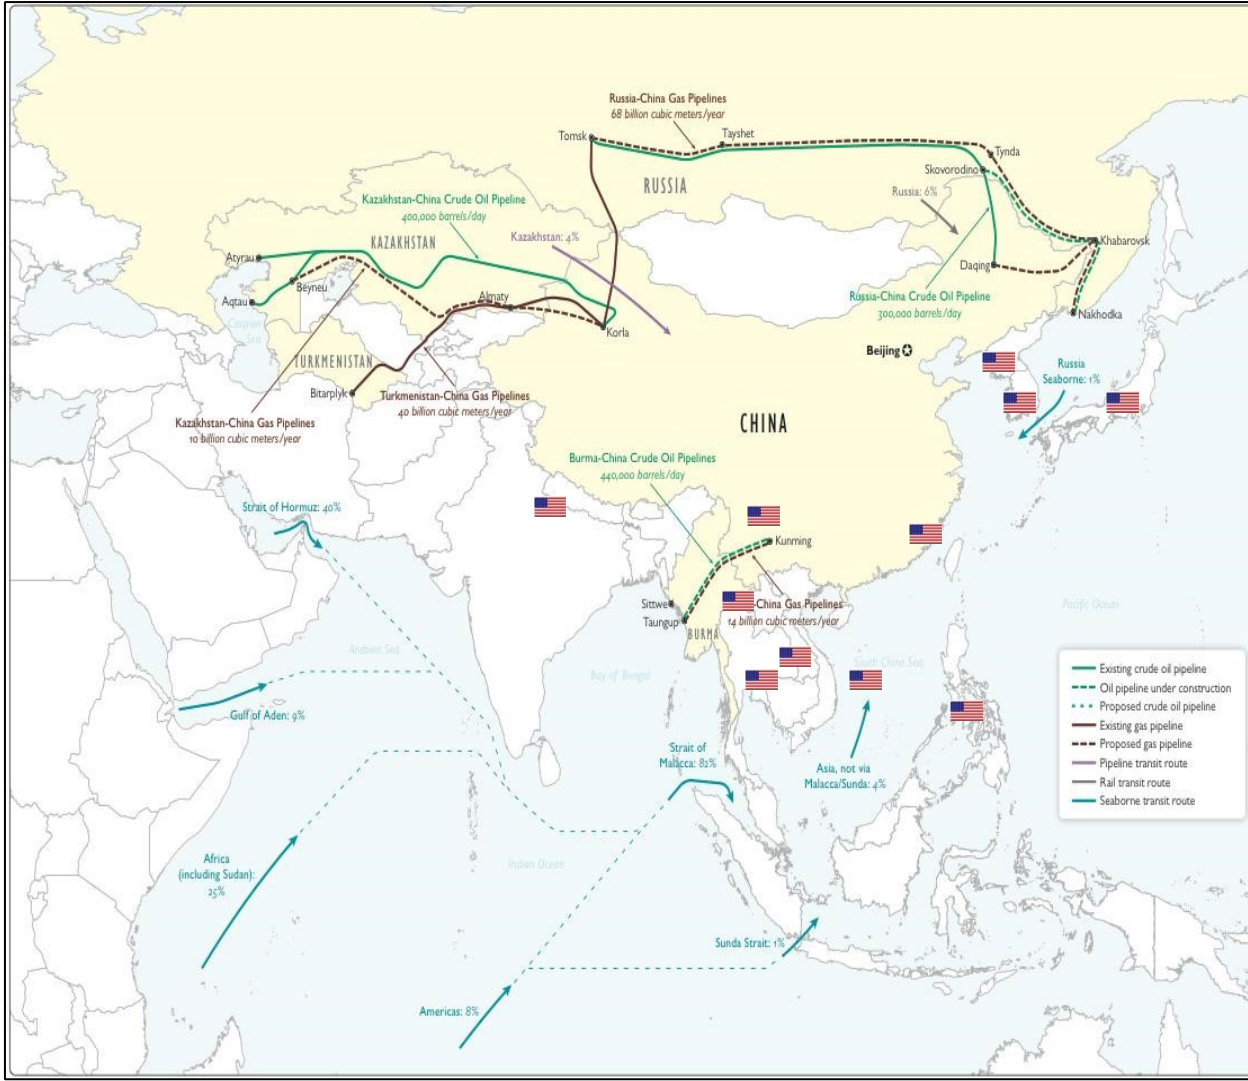 Russia-China Gas Pipelines
68 billion cubic meters/year
Tomsk
Tayshet
Tynda
Skovorodino
RUSSIA
Russia: 6%
Kazakhstan-China Crude Oil Pipeline
400,000 barrels/day
KAZAKHSTAN
Kazakhstan: 4%
Khabarovsk
Atyrau
Daqing
Beyneu
Aqtau
Almaty
Russia-China Crude Oil Pipeline
300,000 barrels/day
Nakhodka
Caspian
Sea
Korla
Beijing
TURKMENISTAN
Russia
Seaborne: 1%
Bitarplyk
Turkmenistan-China Gas Pipelines
40 billion cubic meters/year
Kazakhstan-China Gas Pipelines
10 billion cubic meters/year
CHINA
Burma-China Crude Oil Pipelines
440,000 barrels/day
Strait of Hormuz: 40%
Kunming
Sittwe
Taungup
-China Gas Pipelines
14 billion cubic meters/year
Pacific Ocean
BURMA
Arabian Sea
Bay of Bengal
South China Sea
Gulf of Aden: 9%
Existing crude oil pipeline
Oil pipeline under construction
Proposed crude oil pipeline
Existing gas pipeline
Proposed gas pipeline
Pipeline transit route
Rail transit route
Seaborne transit route
Strait of
Malacca: 82%
Asia, not via
Malacca/Sunda: 4%
Africa
(including Sudan):
25%
Indian Ocean
Sunda Strait: 1%
Americas: 8%